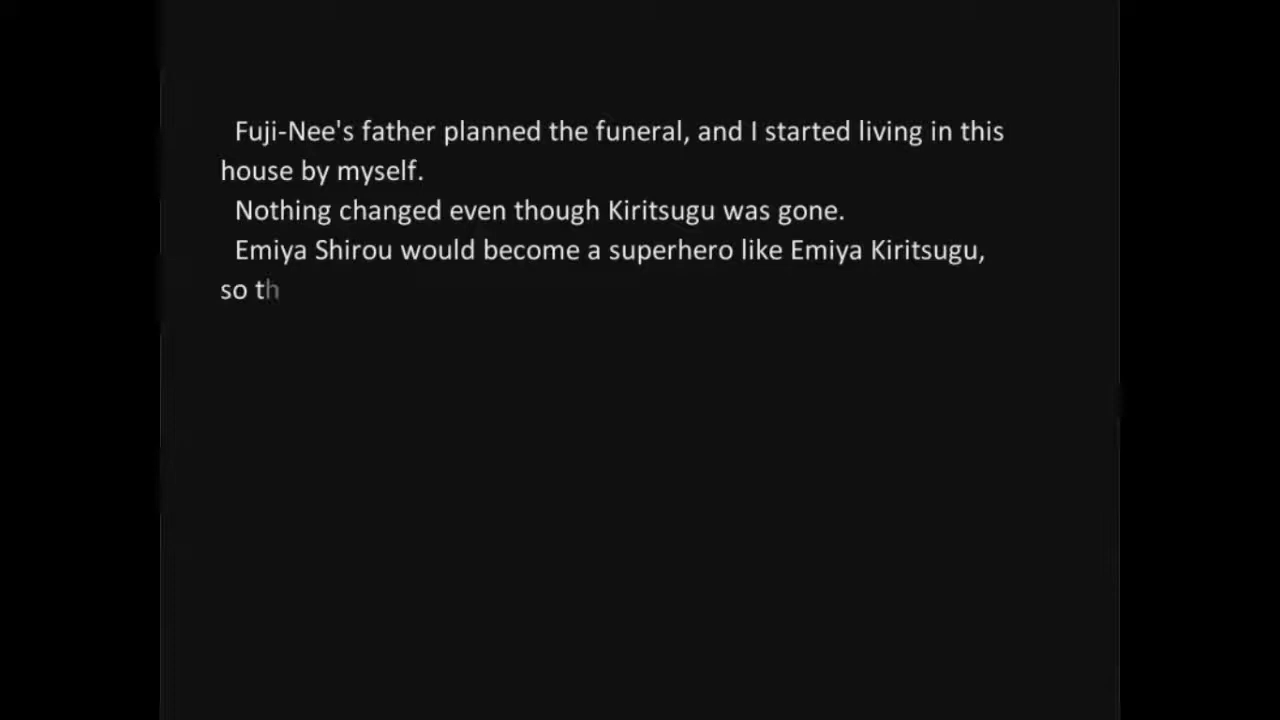 Fuji-Nee's father planned the funeral, and I started living in this
house by myself.
Nothing changed even though Kiritsugu was gone.
Emiya Shirou would become a superhero like Emiya Kiritsugu,
so th